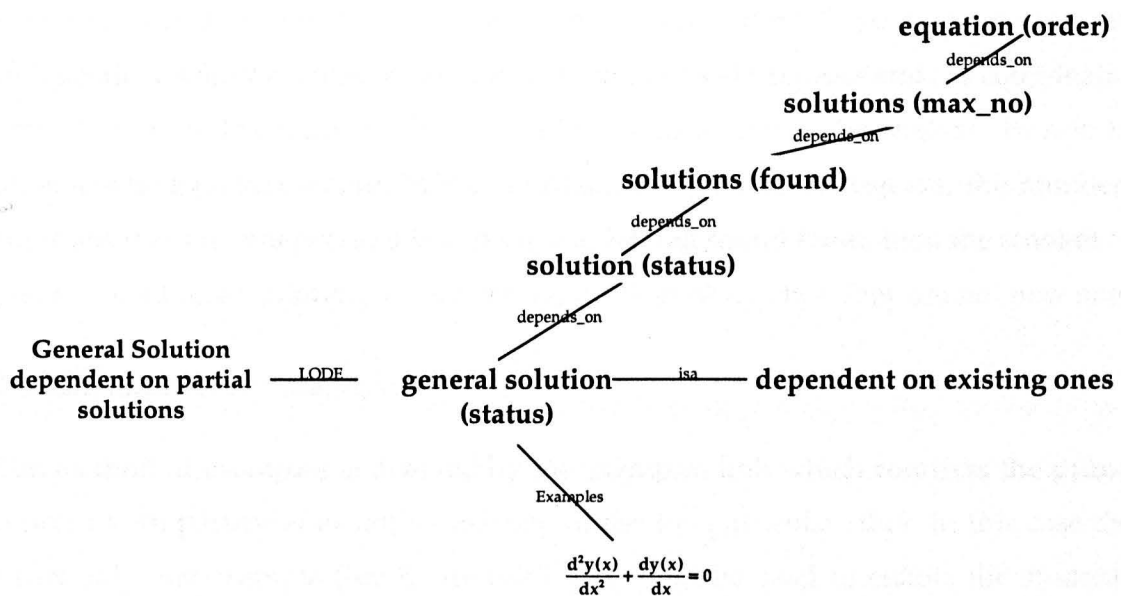 equation (order)
depends_on
solutions (max_no)
depends_on
solutions (found)
depends_on
solution (status)
depends_on
General Solution
dependent on partial
solutions
LODE
general solution
(status)
isa
dependent on existing ones
Examples
d²y(x)/dx² + dy(x)/dx = 0